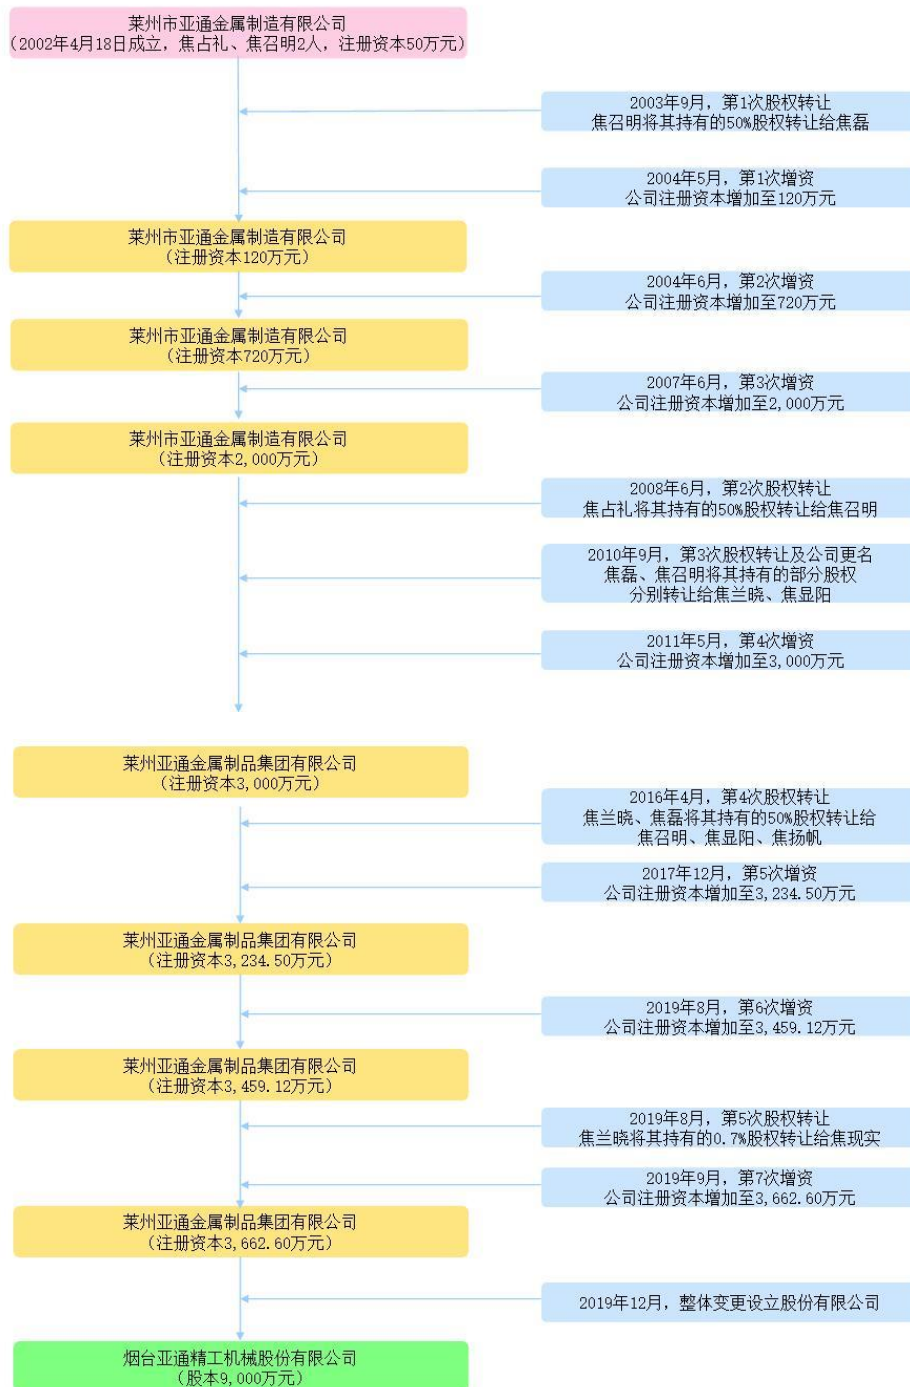 莱州市亚通金属制造有限公司
（2002年4月18日成立，焦占礼、焦召明2人，注册资本50万元）
2003年9月，第1次股权转让
焦召明将其持有的50%股权转让给焦磊
2004年5月，第1次增资
公司注册资本增加至120万元
莱州市亚通金属制造有限公司
（注册资本120万元）
2004年6月，第2次增资
公司注册资本增加至720万元
莱州市亚通金属制造有限公司
（注册资本720万元）
2007年6月，第3次增资
公司注册资本增加至2,000万元
莱州市亚通金属制造有限公司
（注册资本2,000万元）
2008年6月，第2次股权转让
焦占礼将其持有的50%股权转让给焦召明
2010年9月，第3次股权转让及公司更名
焦磊、焦召明将其持有的部分股权
分别转让给焦兰晓、焦显阳
2011年5月，第4次增资
公司注册资本增加至3,000万元
莱州亚通金属制品集团有限公司
（注册资本3,000万元）
2016年4月，第4次股权转让
焦兰晓、焦磊将其持有的50%股权转让给
焦召明、焦显阳、焦扬帆
2017年12月，第5次增资
公司注册资本增加至3,234.50万元
莱州亚通金属制品集团有限公司
（注册资本3,234.50万元）
2019年8月，第6次增资
公司注册资本增加至3,459.12万元
莱州亚通金属制品集团有限公司
（注册资本3,459.12万元）
2019年8月，第5次股权转让
焦兰晓将其持有的0.7%股权转让给焦现实
2019年9月，第7次增资
公司注册资本增加至3,662.60万元
莱州亚通金属制品集团有限公司
（注册资本3,662.60万元）
2019年12月，整体变更设立股份有限公司
烟台亚通精工机械股份有限公司
（股本9,000万元）